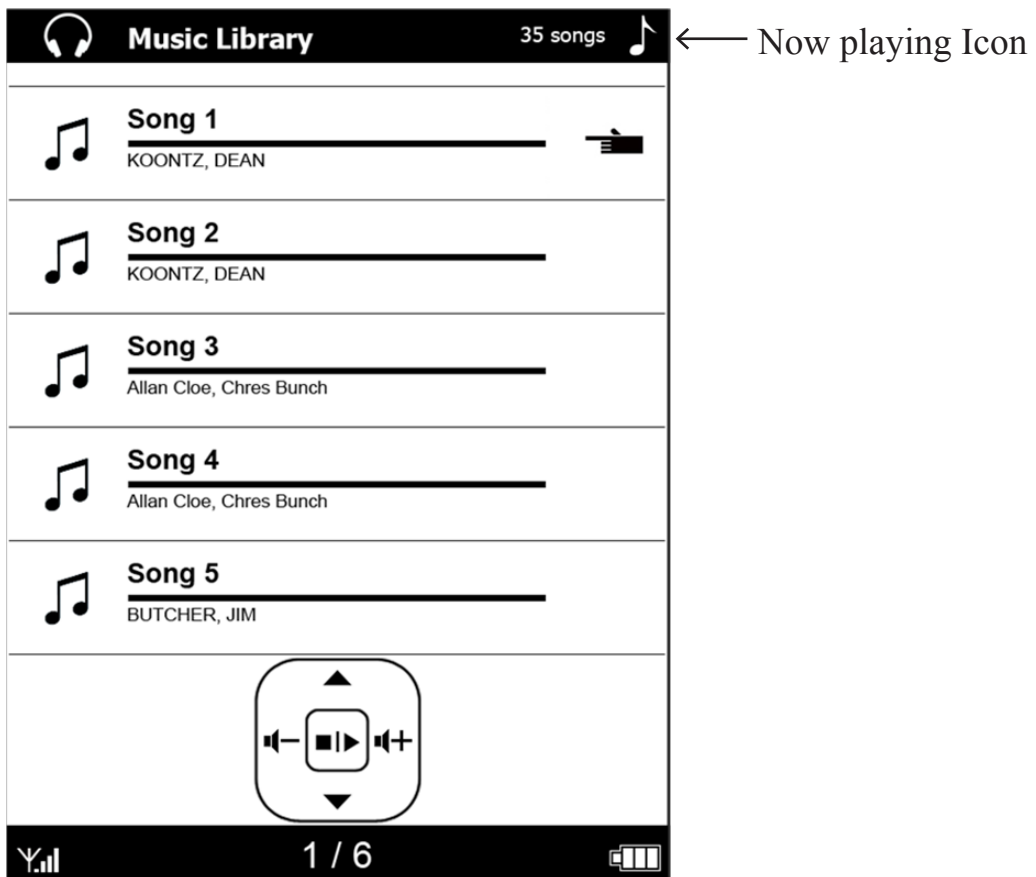 Music Library 35 songs
Now playing Icon
Song 1
KOONTZ, DEAN
Song 2
KOONTZ, DEAN
Song 3
Allan Cloe, Chres Bunch
Song 4
Allan Cloe, Chres Bunch
Song 5
BUTCHER, JIM
1 / 6